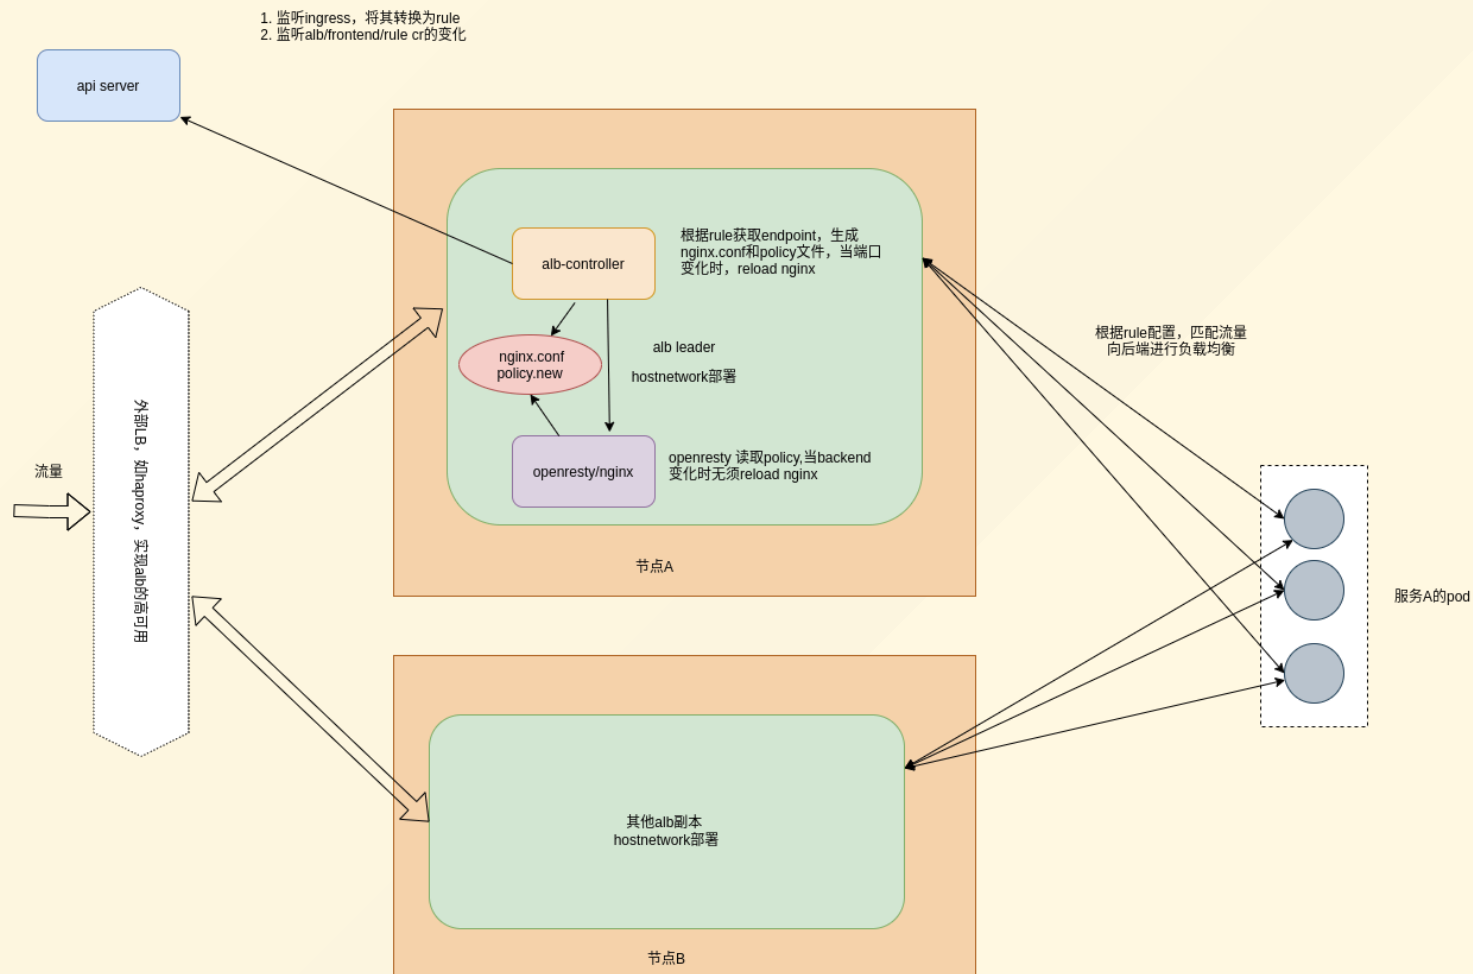 1. 监听ingress，将其转换为rule
2. 监听alb/frontend/rule cr的变化
api server
根据rule获取endpoint，生成
nginx.conf和policy文件，当端口
变化时，reload nginx
alb-controller
nginx.conf
policy.new
alb leader
hostnetwork部署
openresty/nginx
openresty 读取policy,当backend
变化时无须reload nginx
节点A
流量
外部LB，如haproxy，实现alb的高可用
根据rule配置，匹配流量
向后端进行负载均衡
服务A的pod
其他alb副本
hostnetwork部署
节点B